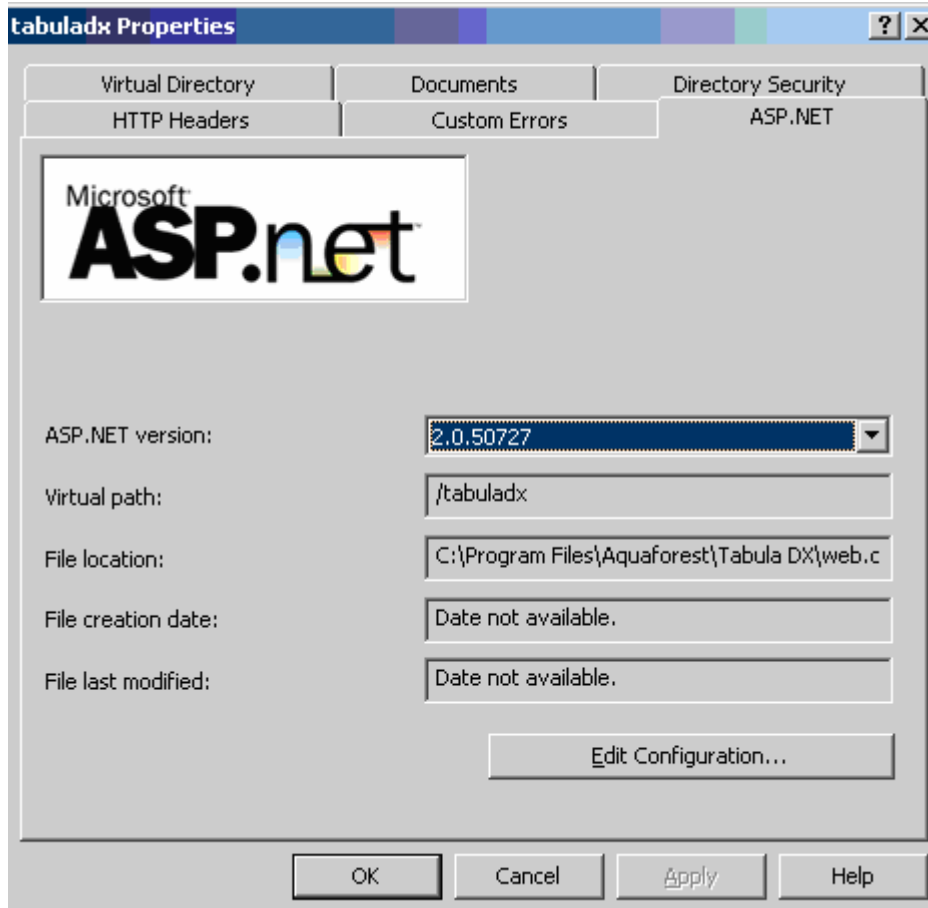 tabuladx Properties
? X
Virtual Directory Documents Directory Security
HTTP Headers Custom Errors ASP.NET
Microsoft
ASP.net
ASP.NET version: 2.0.50727
Virtual path: /tabuladx
File location: C:\Program Files\Aquaforest\Tabula DX\web.c
File creation date: Date not available.
File last modified: Date not available.
Edit Configuration...
OK Cancel Apply Help